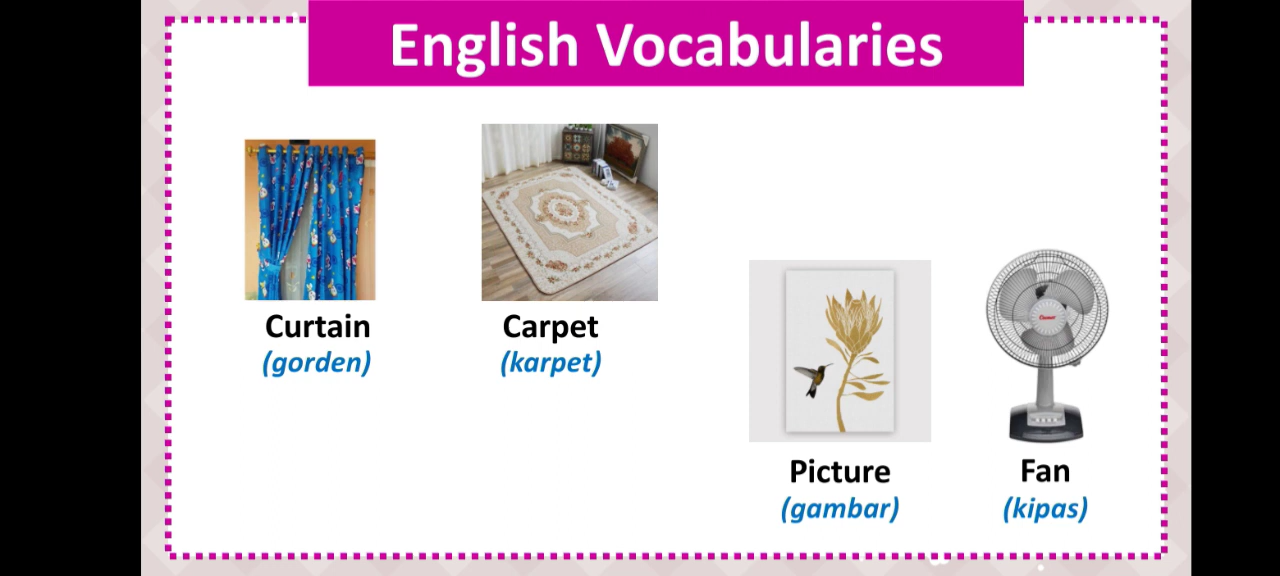 English Vocabularies
Curtain
(gorden)
Carpet
(karpet)
Picture
(gambar)
Fan
(kipas)